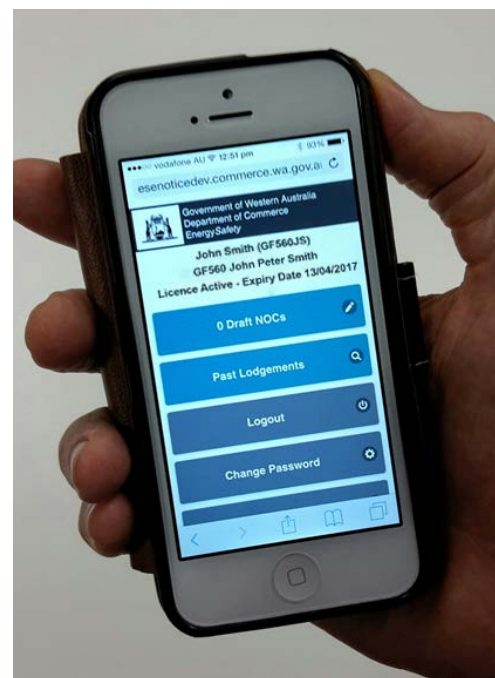 vodafone AU 12:51 pm 93%
esenoticedev.commerce.wa.gov.au
Government of Western Australia
Department of Commerce
EnergySafety
John Smith (GF560JS)
GF560 John Peter Smith
Licence Active - Expiry Date 13/04/2017
0 Draft NOCs
Past Lodgements
Logout
Change Password